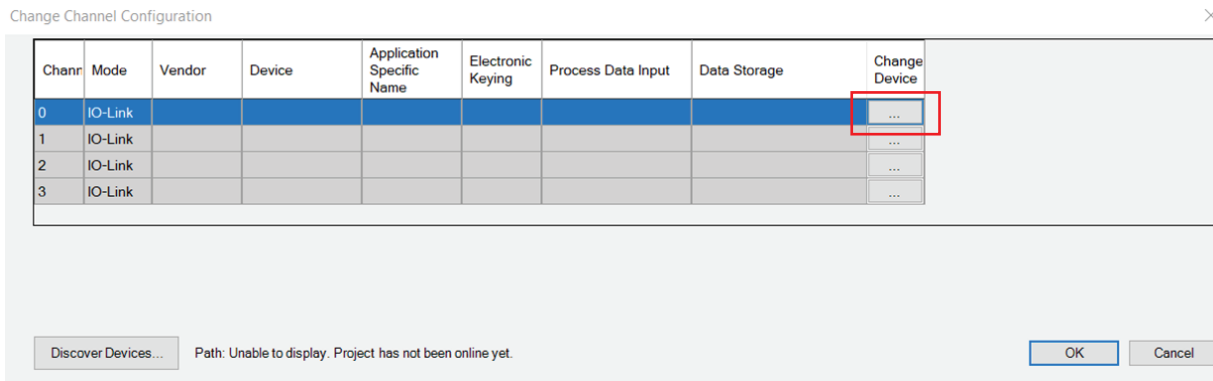 Change Channel Configuration
Chanr Mode Vendor Device Application Specific Name Electronic Keying Process Data Input Data Storage Change Device
0 IO-Link ...
1 IO-Link ...
2 IO-Link ...
3 IO-Link ...
Discover Devices... Path: Unable to display. Project has not been online yet. OK Cancel